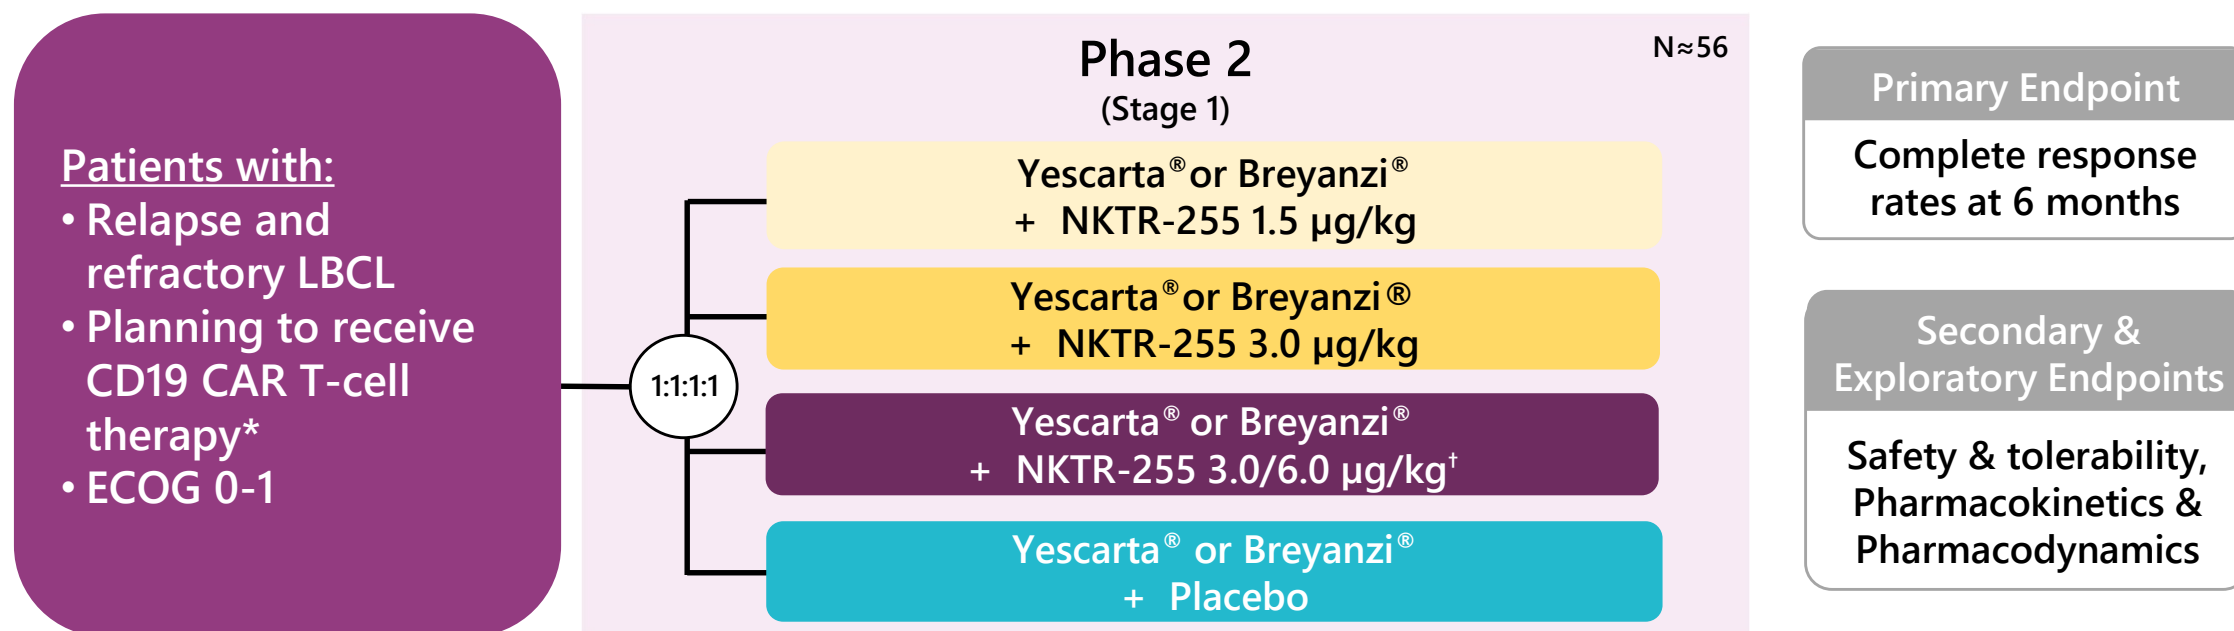 Patients with:
• Relapse and
refractory LBCL
• Planning to receive
CD19 CAR T-cell
therapy*
• ECOG 0-1
1:1:1:1
Phase 2
(Stage 1)
N≈56
Yescarta® or Breyanzi®
+ NKTR-255 1.5 µg/kg
Yescarta® or Breyanzi®
+ NKTR-255 3.0 µg/kg
Yescarta® or Breyanzi®
+ NKTR-255 3.0/6.0 µg/kg†
Yescarta® or Breyanzi®
+ Placebo
Primary Endpoint
Complete response
rates at 6 months
Secondary &
Exploratory Endpoints
Safety & tolerability,
Pharmacokinetics &
Pharmacodynamics